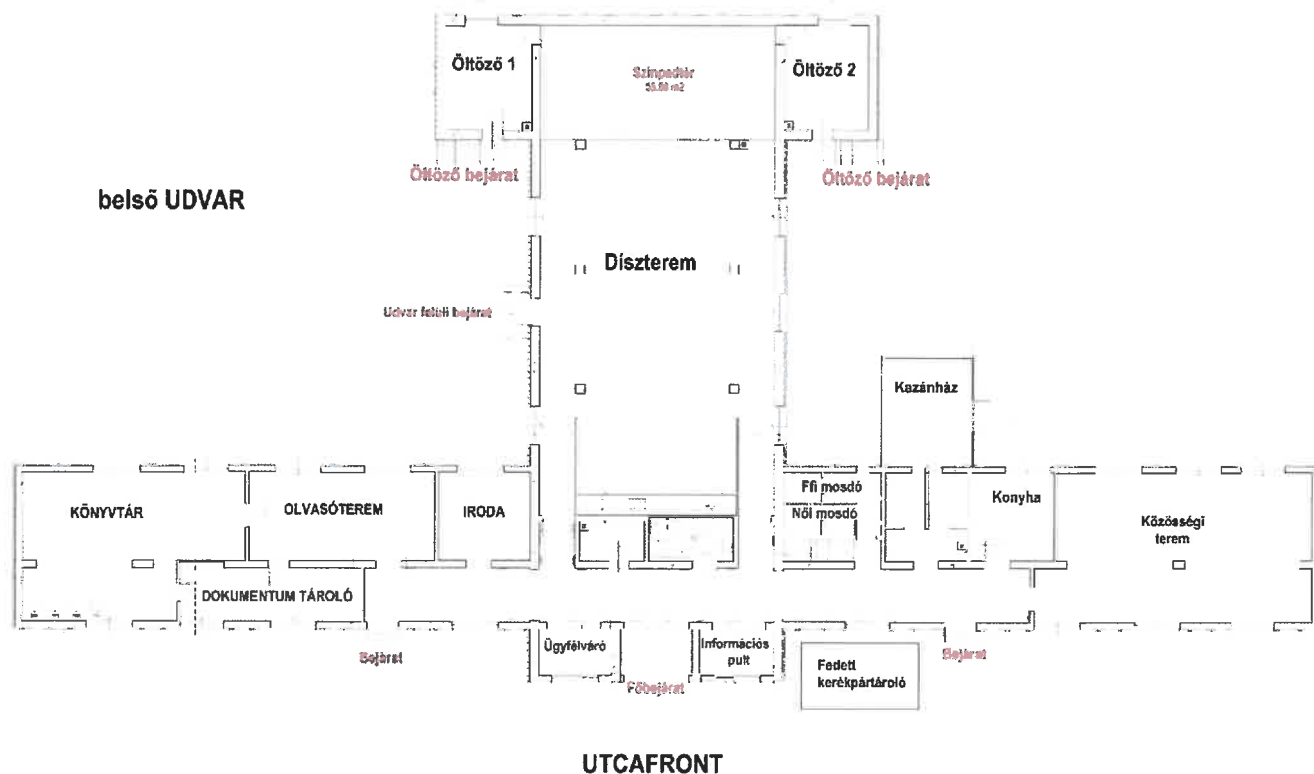 Öltöző 1
Színpadtér
Öltöző 2
Öltöző bejárat
Öltöző bejárat
belső UDVAR
Díszterem
Udvar felüli bejárat
Kazánház
KÖNYVTÁR
OLVASÓTEREM
IRODA
Ffi mosdó
Női mosdó
Konyha
Közösségi
terem
DOKUMENTUM TÁROLÓ
Bejárat
Ügyfélváró
Főbejárat
Információs
pult
Bejárat
Fedett
kerékpártároló
UTCAFRONT